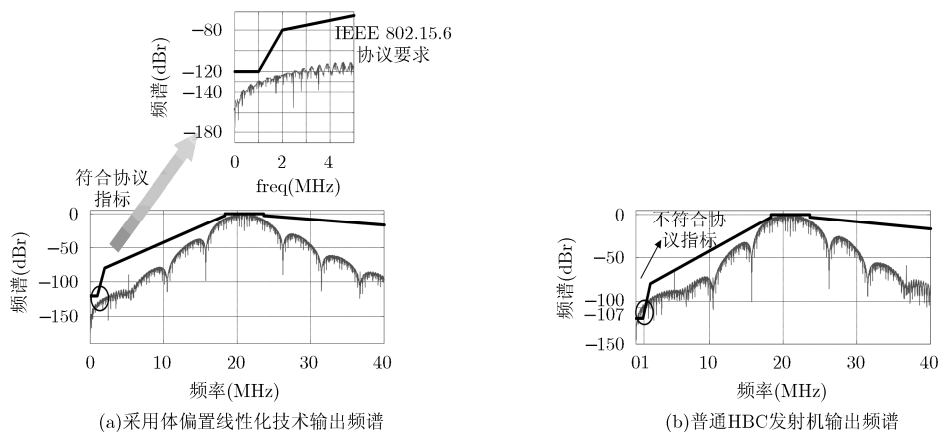 −80
−120
−140
−180
频谱(dBr)
IEEE 802.15.6
协议要求
0 2 4
freq(MHz)
符合协议
指标
0
−50
−100
−150
频谱(dBr)
0 10 20 30 40
频率(MHz)
(a)采用体偏置线性化技术输出频谱
0
−50
−100
−107
−150
频谱(dBr)
不符合协
议指标
01 10 20 30 40
频率(MHz)
(b)普通HBC发射机输出频谱